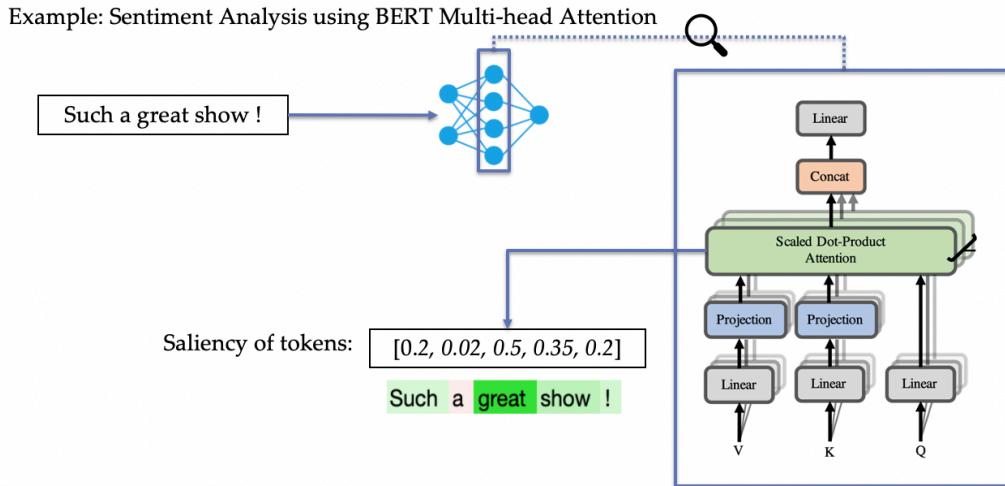 Example: Sentiment Analysis using BERT Multi-head Attention
Such a great show !
Linear
Concat
Scaled Dot-Product
Attention
Projection
Projection
Linear
Linear
Linear
V
K
Q
Saliency of tokens:
[0.2, 0.02, 0.5, 0.35, 0.2]
Such a great show !